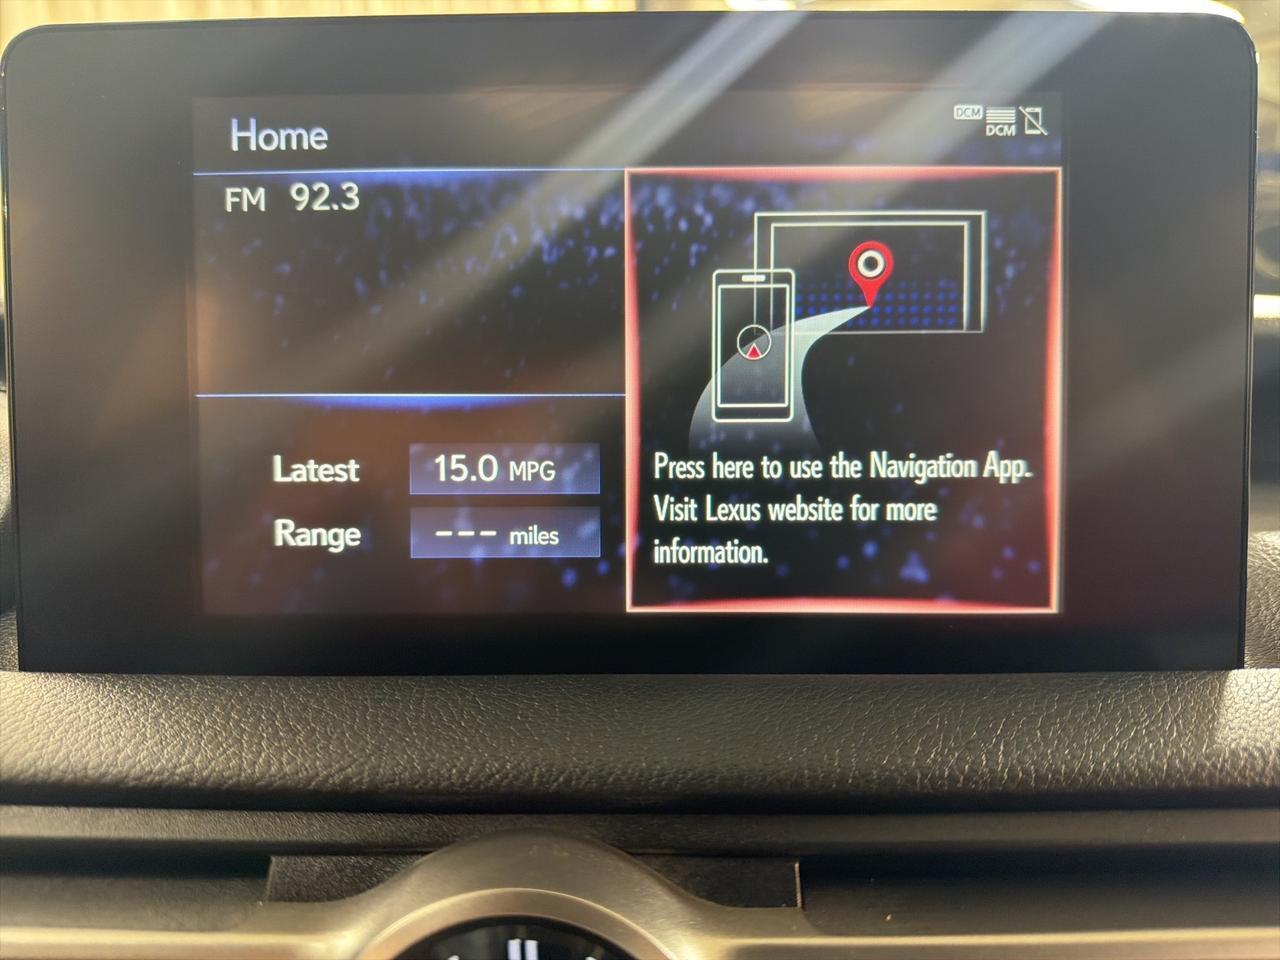 Home
DCM
DCM
FM 92.3
Latest 15.0 MPG
Range --- miles
Press here to use the Navigation App.
Visit Lexus website for more
information.